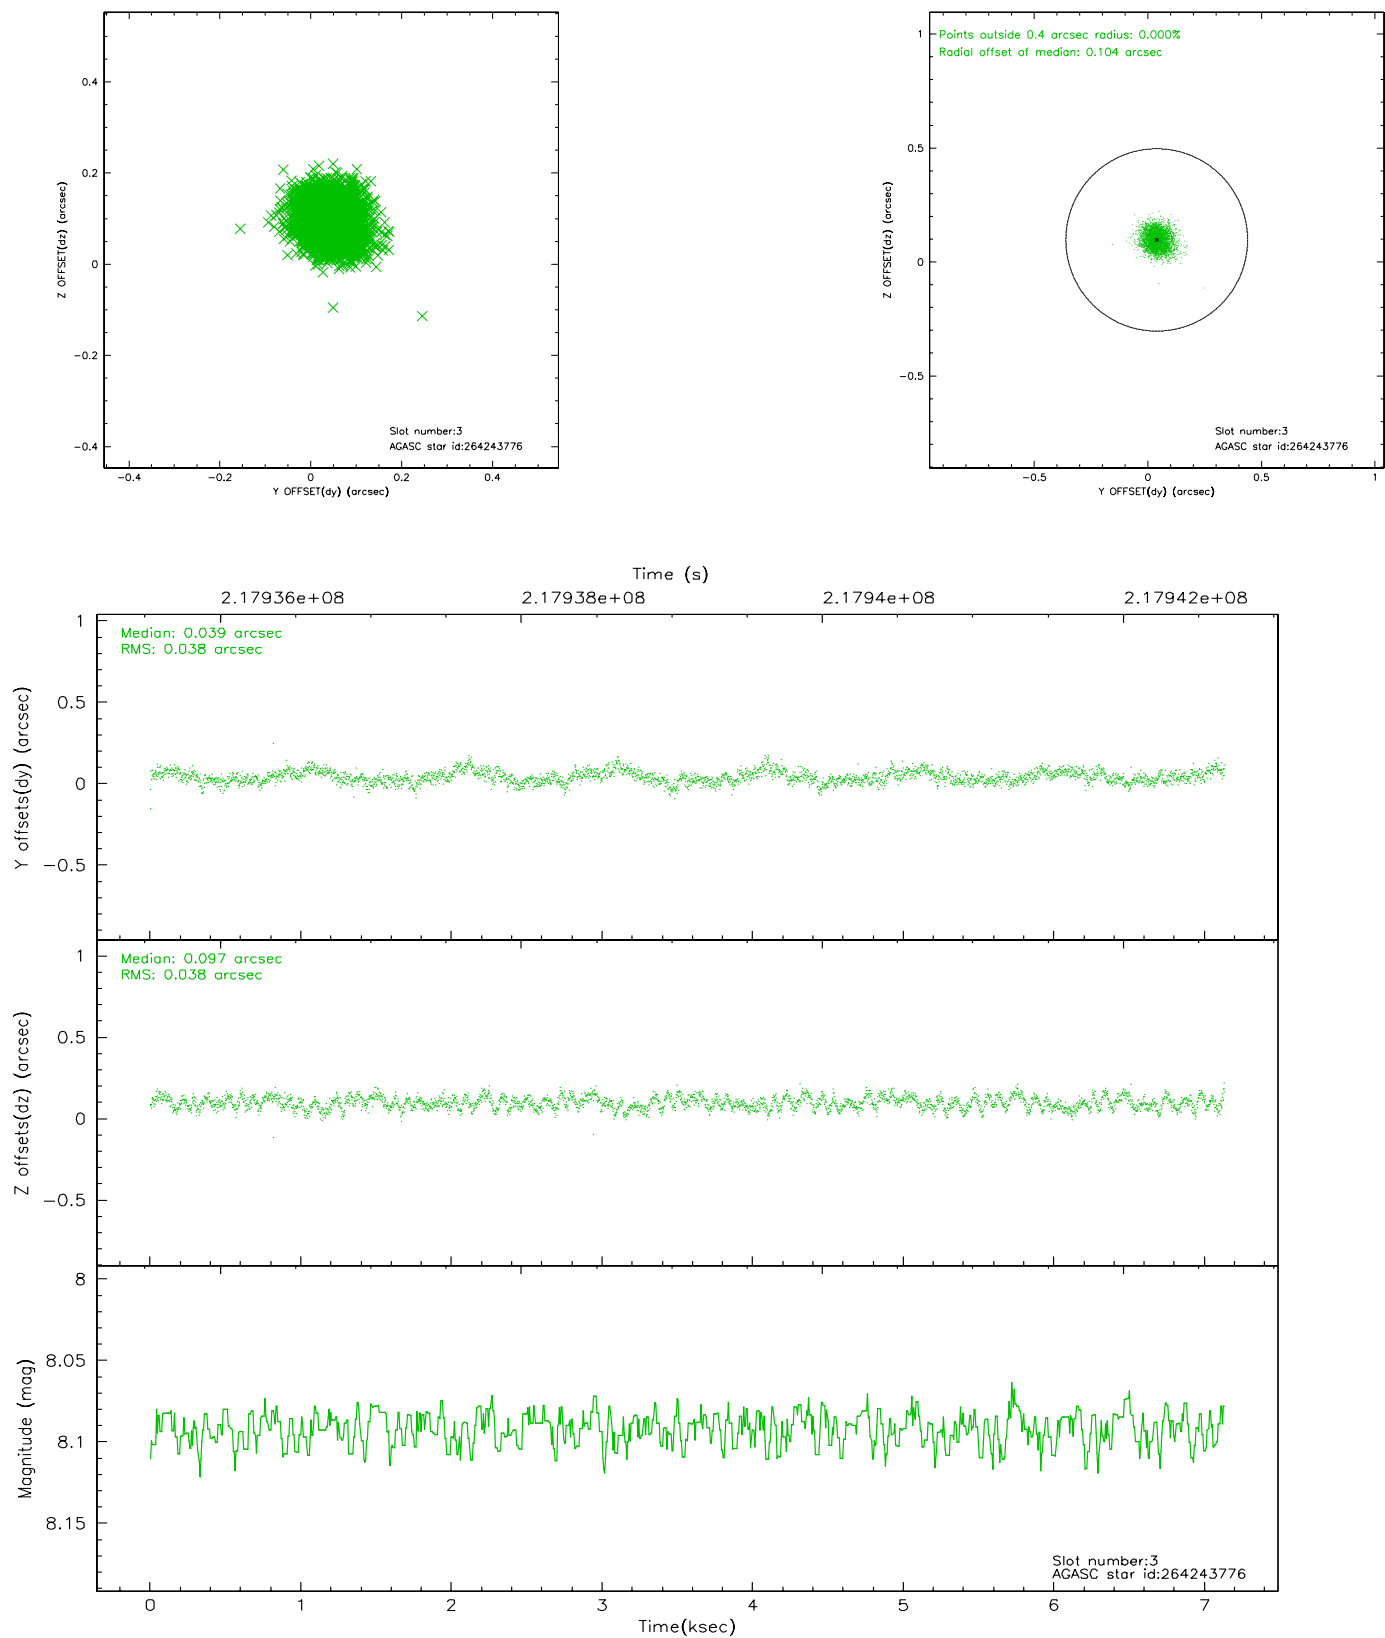 0.4
0.2
0
−0.2
−0.4
Z OFFSET(dz) (arcsec)
Slot number:3
AGASC star id:264243776
−0.4 −0.2 0 0.2 0.4
Y OFFSET(dy) (arcsec)
Points outside 0.4 arcsec radius: 0.000%
Radial offset of median: 0.104 arcsec
1
0.5
0
−0.5
Z OFFSET(dz) (arcsec)
Slot number:3
AGASC star id:264243776
−0.5 0 0.5 1
Y OFFSET(dy) (arcsec)
Time (s)
2.17936e+08 2.17938e+08 2.1794e+08 2.17942e+08
Median: 0.039 arcsec
RMS: 0.038 arcsec
1
0.5
0
−0.5
Y offsets(dy) (arcsec)
Median: 0.097 arcsec
RMS: 0.038 arcsec
1
0.5
0
−0.5
Z offsets(dz) (arcsec)
8
8.05
8.1
8.15
Magnitude (mag)
Slot number:3
AGASC star id:264243776
0 1 2 3 4 5 6 7
Time(ksec)